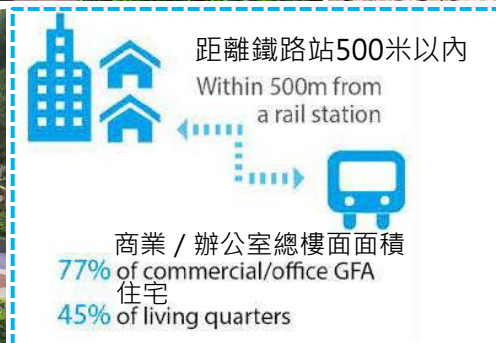 距離鐵路站500米以內
Within 500m from
a rail station
商業 / 辦公室總樓面面積
77% of commercial/office GFA
住宅
45% of living quarters